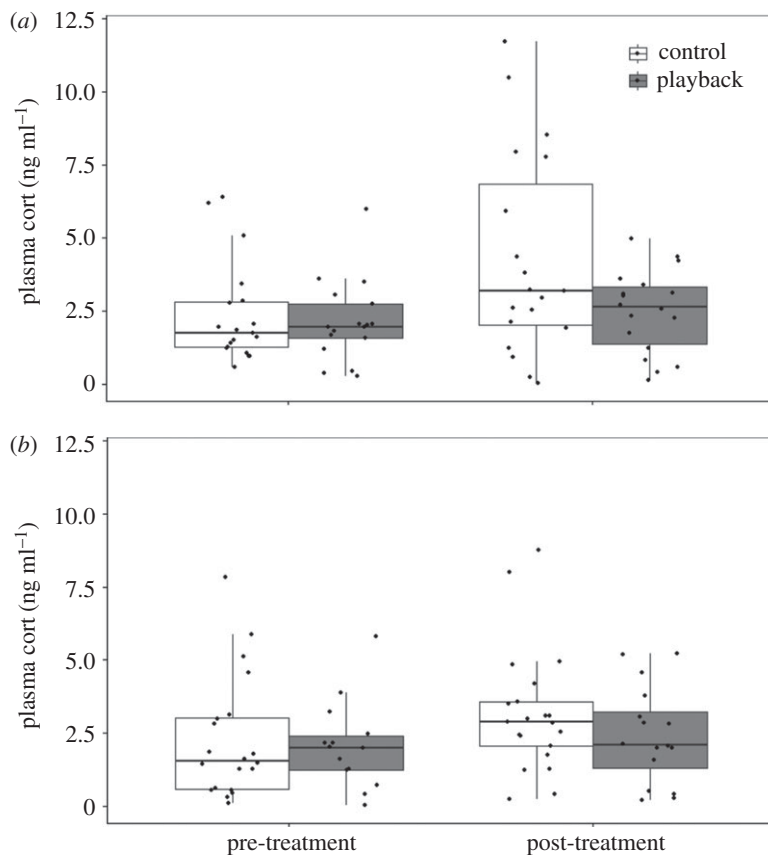 (a)
12.5
10.0
7.5
5.0
2.5
0
plasma cort (ng ml⁻¹)
control
playback
(b)
12.5
10.0
7.5
5.0
2.5
0
plasma cort (ng ml⁻¹)
pre-treatment post-treatment